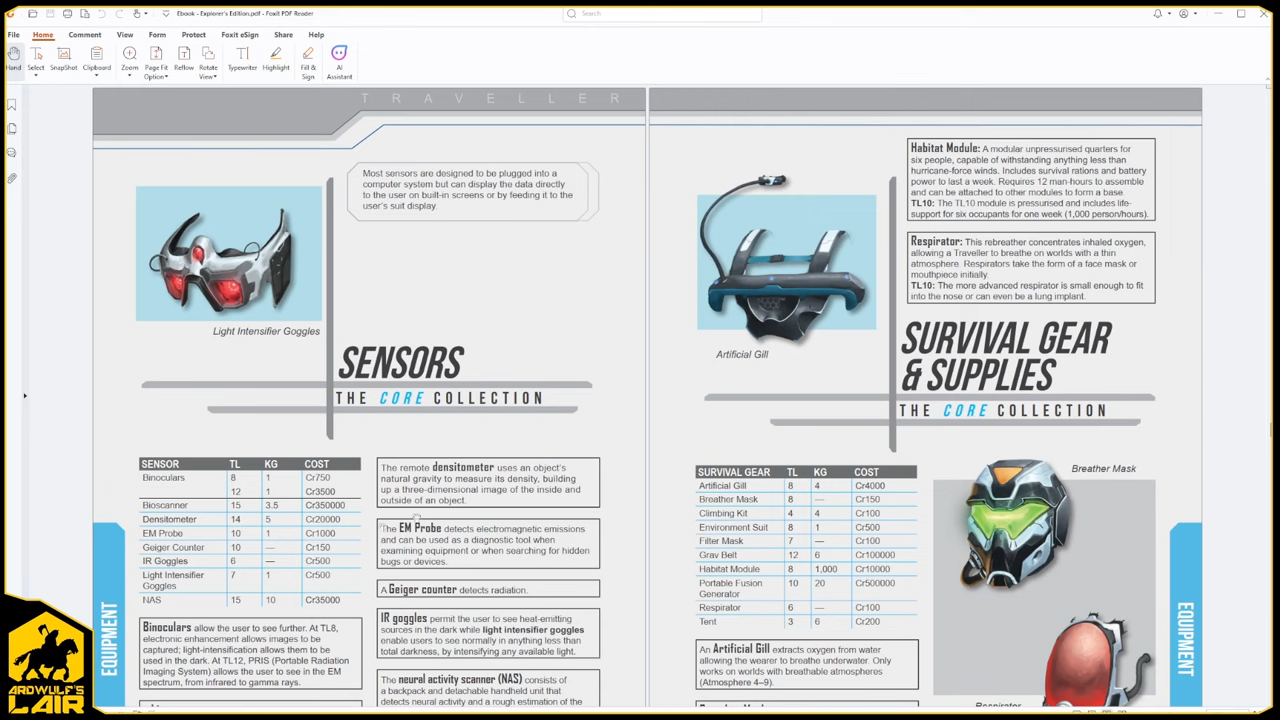 Ebook - Explorer's Edition.pdf - Foxit PDF Reader
Search
File Home Comment View Form Protect Foxit eSign Share Help
Hand
Select
SnapShot
Clipboard
Zoom
Page Fit Option
Reflow
Rotate View
Typewriter
Highlight
Fill & Sign
AI Assistant
TRAVELLER
Most sensors are designed to be plugged into a
computer system but can display the data directly
to the user on built-in screens or by feeding it to the
user's suit display.
Light Intensifier Goggles
SENSORS
THE CORE COLLECTION
SENSOR TL KG COST
Binoculars 8 1 Cr750
12 1 Cr3500
Bioscanner 15 3.5 Cr350000
Densitometer 14 5 Cr20000
EM Probe 10 1 Cr1000
Geiger Counter 10 — Cr150
IR Goggles 6 — Cr500
Light Intensifier 7 1 Cr500
Goggles
NAS 15 10 Cr35000
Binoculars allow the user to see further. At TL8,
electronic enhancement allows images to be
captured; light-intensification allows them to be
used in the dark. At TL12, PRIS (Portable Radiation
Imaging System) allows the user to see in the EM
spectrum, from infrared to gamma rays.
The remote densitometer uses an object's
natural gravity to measure its density, building
up a three-dimensional image of the inside and
outside of an object.
The EM Probe detects electromagnetic emissions
and can be used as a diagnostic tool when
examining equipment or when searching for hidden
bugs or devices.
A Geiger counter detects radiation.
IR goggles permit the user to see heat-emitting
sources in the dark while light intensifier goggles
enable users to see normally in anything less than
total darkness, by intensifying any available light.
The neural activity scanner (NAS) consists of
a backpack and detachable handheld unit that
detects neural activity and a rough estimation of the
EQUIPMENT
ARDWULF'S
LAIR
Artificial Gill
Habitat Module: A modular unpressurised quarters for
six people, capable of withstanding anything less than
hurricane-force winds. Includes survival rations and battery
power to last a week. Requires 12 man-hours to assemble
and can be attached to other modules to form a base.
TL10: The TL10 module is pressurised and includes life-
support for six occupants for one week (1,000 person/hours).
Respirator: This rebreather concentrates inhaled oxygen,
allowing a Traveller to breathe on worlds with a thin
atmosphere. Respirators take the form of a face mask or
mouthpiece initially.
TL10: The more advanced respirator is small enough to fit
into the nose or can even be a lung implant.
SURVIVAL GEAR
& SUPPLIES
THE CORE COLLECTION
SURVIVAL GEAR TL KG COST
Artificial Gill 8 4 Cr4000
Breather Mask 8 — Cr150
Climbing Kit 4 4 Cr100
Environment Suit 8 1 Cr500
Filter Mask 7 — Cr100
Grav Belt 12 6 Cr100000
Habitat Module 8 1,000 Cr10000
Portable Fusion 10 20 Cr500000
Generator
Respirator 6 — Cr100
Tent 3 6 Cr200
An Artificial Gill extracts oxygen from water
allowing the wearer to breathe underwater. Only
works on worlds with breathable atmospheres
(Atmosphere 4–9).
Breather Mask
Respirator
EQUIPMENT